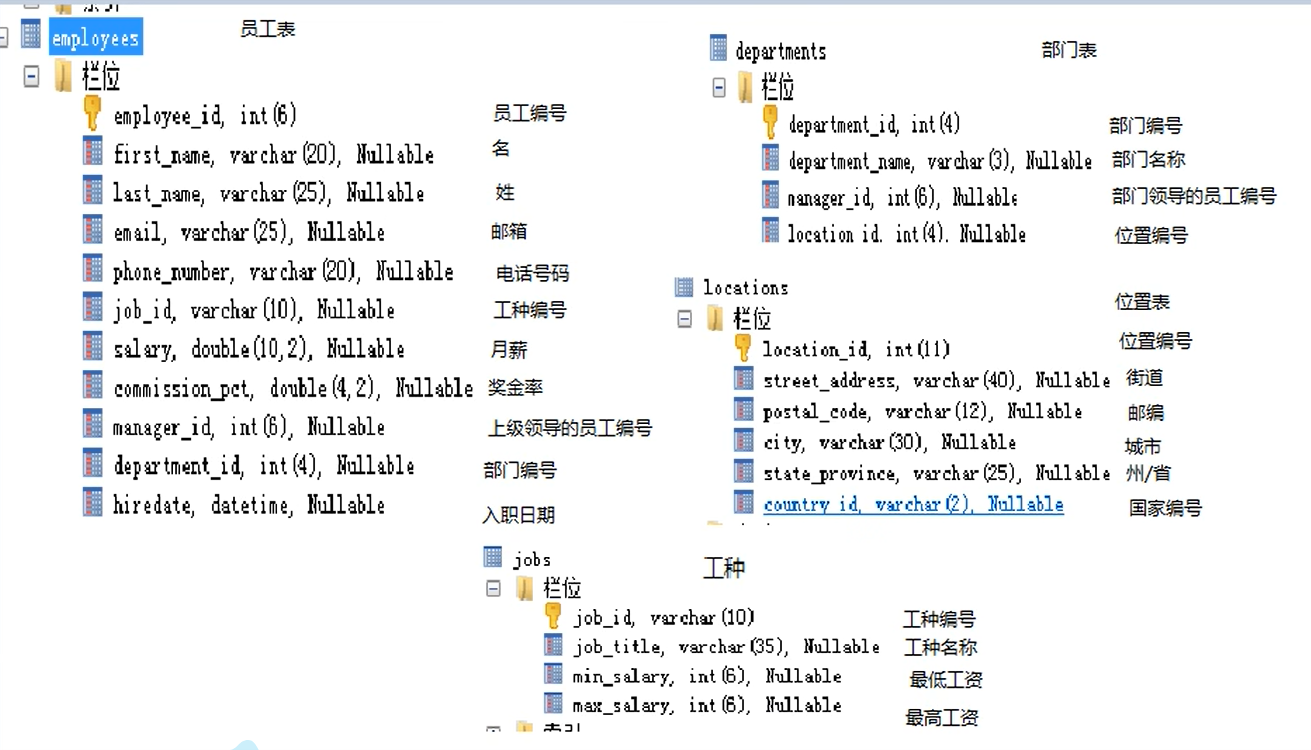 employees 员工表
栏位
employee_id, int(6) 员工编号
first_name, varchar(20), Nullable 名
last_name, varchar(25), Nullable 姓
email, varchar(25), Nullable 邮箱
phone_number, varchar(20), Nullable 电话号码
job_id, varchar(10), Nullable 工种编号
salary, double(10,2), Nullable 月薪
commission_pct, double(4,2), Nullable 奖金率
manager_id, int(6), Nullable 上级领导的员工编号
department_id, int(4), Nullable 部门编号
hiredate, datetime, Nullable 入职日期
departments 部门表
栏位
department_id, int(4) 部门编号
department_name, varchar(3), Nullable 部门名称
manager_id, int(6), Nullable 部门领导的员工编号
location_id, int(4), Nullable 位置编号
locations 位置表
栏位
location_id, int(11) 位置编号
street_address, varchar(40), Nullable 街道
postal_code, varchar(12), Nullable 邮编
city, varchar(30), Nullable 城市
state_province, varchar(25), Nullable 州/省
country_id, varchar(2), Nullable 国家编号
jobs 工种
栏位
job_id, varchar(10) 工种编号
job_title, varchar(35), Nullable 工种名称
min_salary, int(6), Nullable 最低工资
max_salary, int(6), Nullable 最高工资